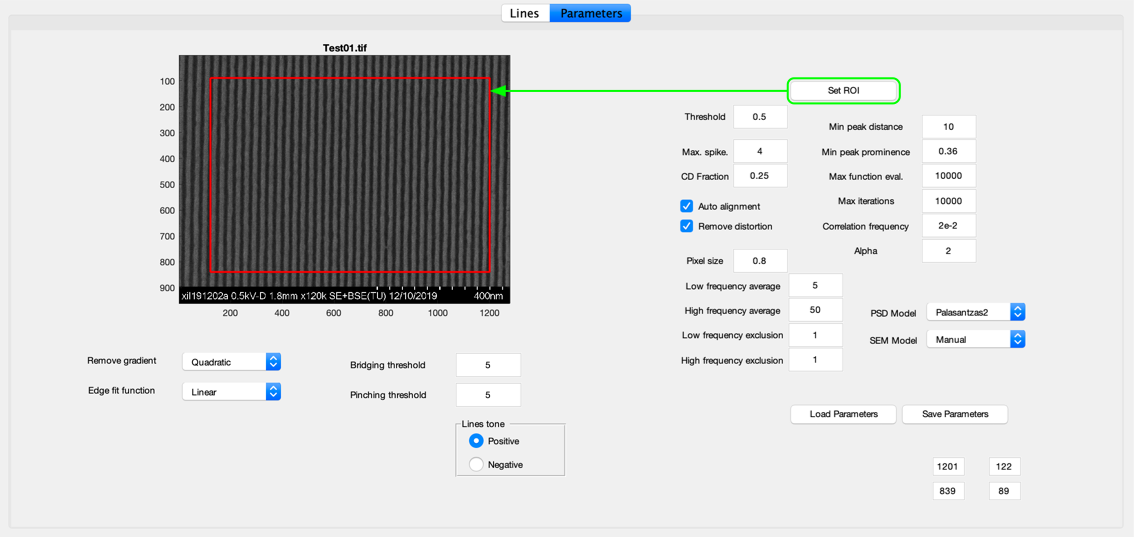 Lines Parameters
Test01.tif
100
200
300
400
500
600
700
800
900
xil191202a 0.5kV-D 1.8mm x120k SE+BSE(TU) 12/10/2019 400nm
200 400 600 800 1000 1200
Remove gradient Quadratic
Edge fit function Linear
Bridging threshold 5
Pinching threshold 5
Lines tone
Positive
Negative
Set ROI
Threshold 0.5
Max. spike. 4
CD Fraction 0.25
Auto alignment
Remove distortion
Pixel size 0.8
Low frequency average 5
High frequency average 50
Low frequency exclusion 1
High frequency exclusion 1
Min peak distance 10
Min peak prominence 0.36
Max function eval. 10000
Max iterations 10000
Correlation frequency 2e-2
Alpha 2
PSD Model Palasantzas2
SEM Model Manual
Load Parameters Save Parameters
1201 122
839 89